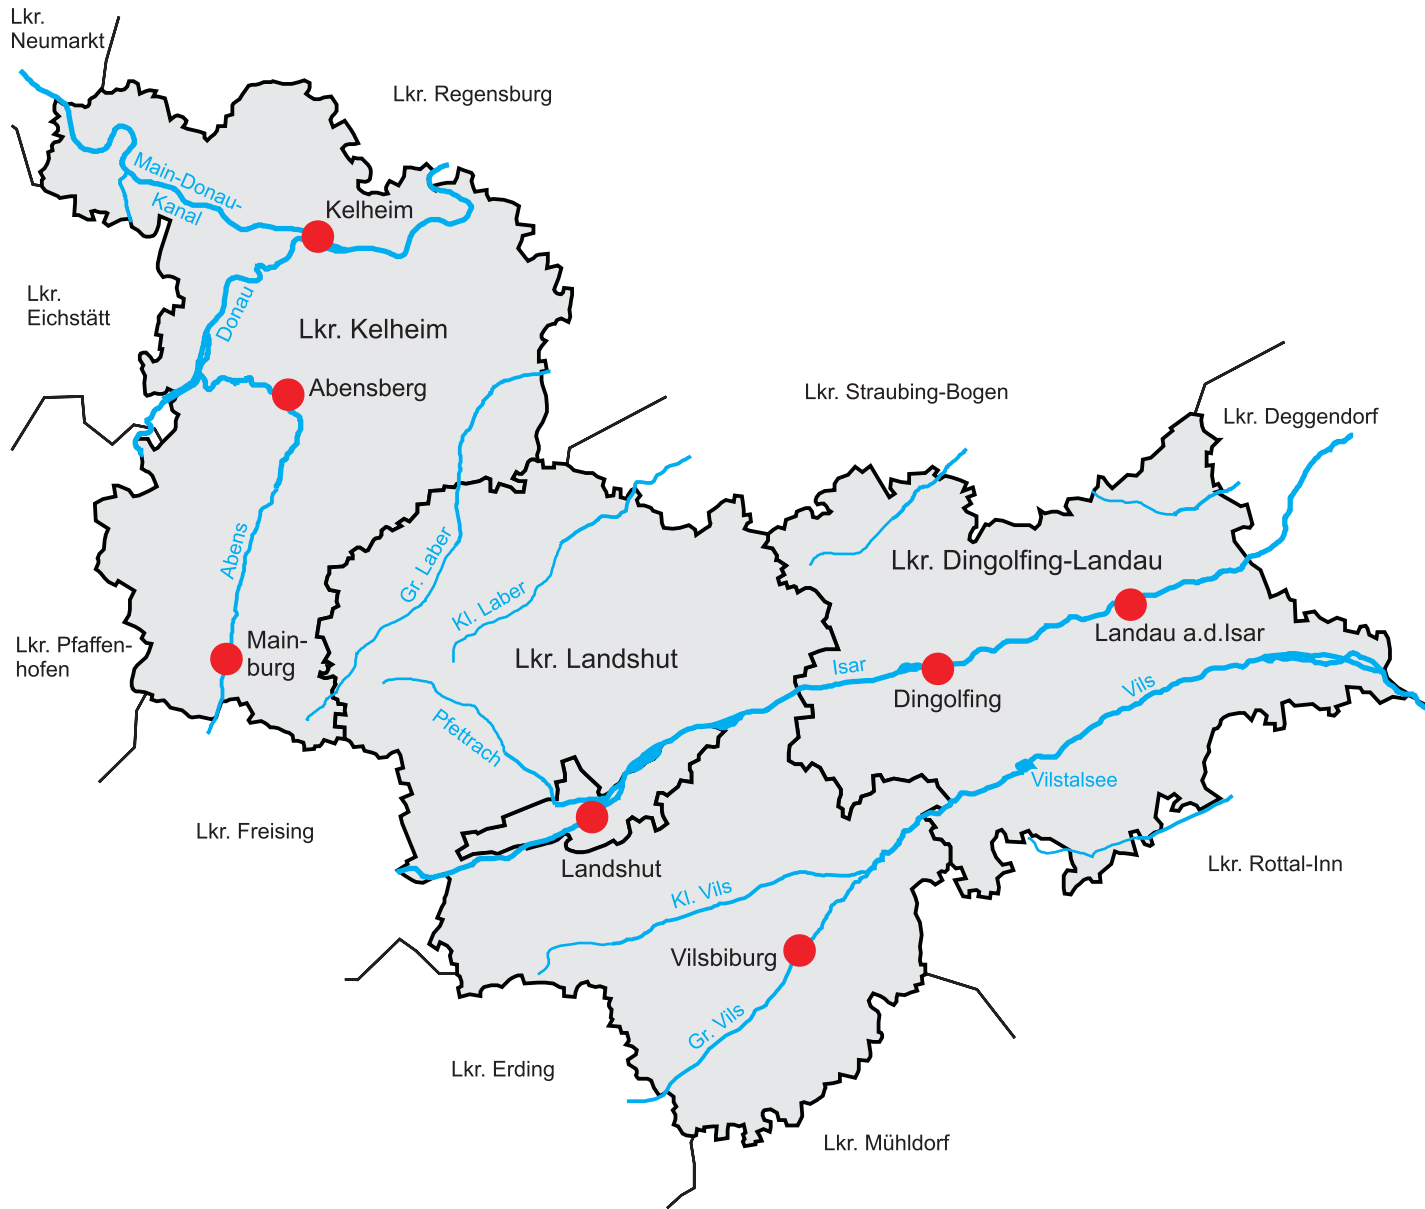 Lkr.
Neumarkt
Lkr. Regensburg
Main-Donau-
Kanal
Kelheim
Lkr.
Eichstätt
Donau
Lkr. Kelheim
Abensberg
Lkr. Straubing-Bogen
Lkr. Deggendorf
Abens
Gr. Laber
Kl. Laber
Lkr. Dingolfing-Landau
Landau a.d.Isar
Lkr. Pfaffen-
hofen
Main-
burg
Lkr. Landshut
Isar
Dingolfing
Vils
Pfettrach
Vilstalsee
Lkr. Freising
Landshut
Lkr. Rottal-Inn
Kl. Vils
Vilsbiburg
Gr. Vils
Lkr. Erding
Lkr. Mühldorf